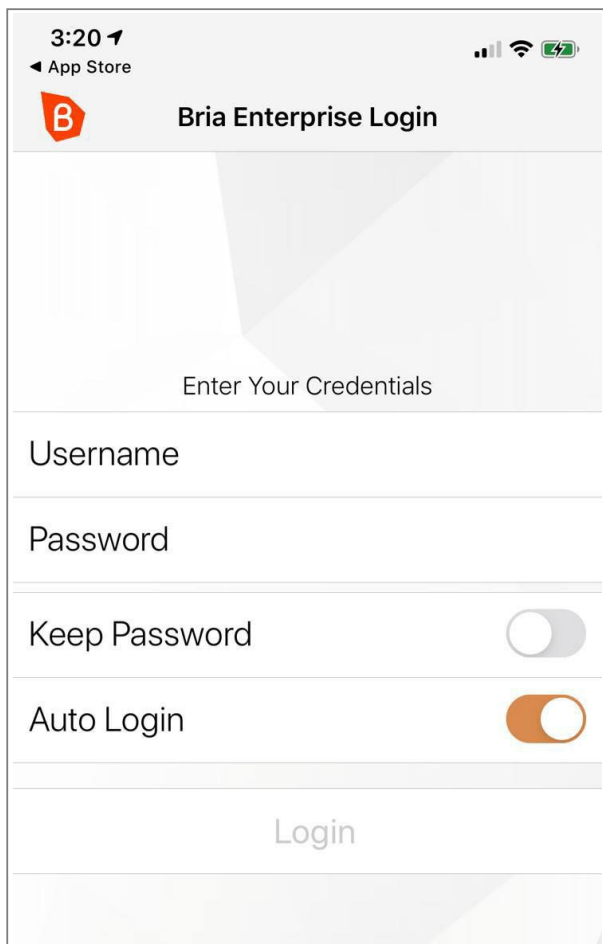 3:20
◀ App Store
B
Bria Enterprise Login
Enter Your Credentials
Username
Password
Keep Password
Auto Login
Login